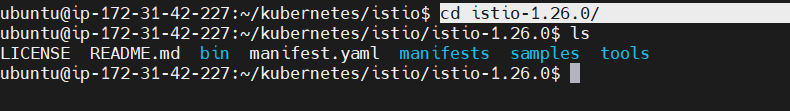 ubuntu@ip-172-31-42-227:~/kubernetes/istio$ cd istio-1.26.0/
ubuntu@ip-172-31-42-227:~/kubernetes/istio/istio-1.26.0$ ls
LICENSE  README.md  bin  manifest.yaml  manifests  samples  tools
ubuntu@ip-172-31-42-227:~/kubernetes/istio/istio-1.26.0$